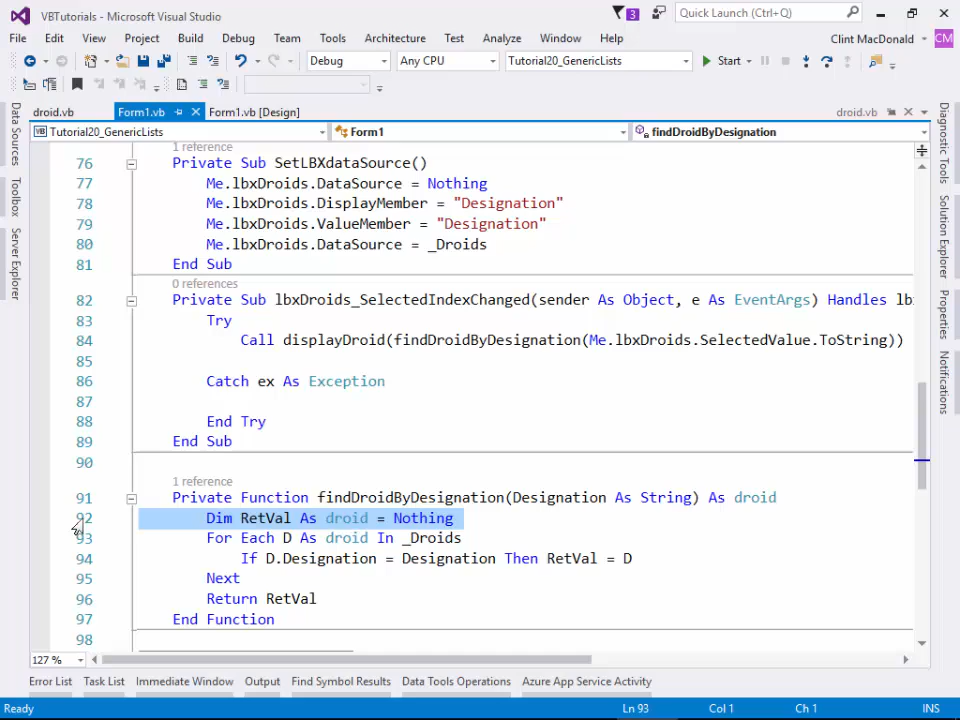 VBTutorials - Microsoft Visual Studio
3
Quick Launch (Ctrl+Q)
File Edit View Project Build Debug Team Tools Architecture Test Analyze Window Help
Clint MacDonald CM
Debug Any CPU Tutorial20_GenericLists Start
droid.vb Form1.vb Form1.vb [Design] droid.vb
Tutorial20_GenericLists Form1 findDroidByDesignation
Data Sources
Toolbox
Server Explorer
1 reference
76 Private Sub SetLBXdataSource()
77 Me.lbxDroids.DataSource = Nothing
78 Me.lbxDroids.DisplayMember = "Designation"
79 Me.lbxDroids.ValueMember = "Designation"
80 Me.lbxDroids.DataSource = _Droids
81 End Sub
0 references
82 Private Sub lbxDroids_SelectedIndexChanged(sender As Object, e As EventArgs) Handles lb
83 Try
84 Call displayDroid(findDroidByDesignation(Me.lbxDroids.SelectedValue.ToString))
85
86 Catch ex As Exception
87
88 End Try
89 End Sub
90
1 reference
91 Private Function findDroidByDesignation(Designation As String) As droid
92 Dim RetVal As droid = Nothing
93 For Each D As droid In _Droids
94 If D.Designation = Designation Then RetVal = D
95 Next
96 Return RetVal
97 End Function
98
Diagnostic Tools
Solution Explorer
Properties
Notifications
127 %
Error List Task List Immediate Window Output Find Symbol Results Data Tools Operations Azure App Service Activity
Ready Ln 93 Col 1 Ch 1 INS